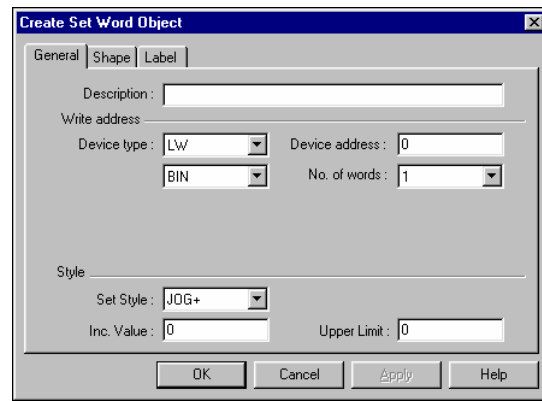 Create Set Word Object
General Shape Label
Description :
Write address
Device type : LW Device address : 0
BIN No. of words : 1
Style
Set Style : JOG+
Inc. Value : 0 Upper Limit : 0
OK Cancel Apply Help